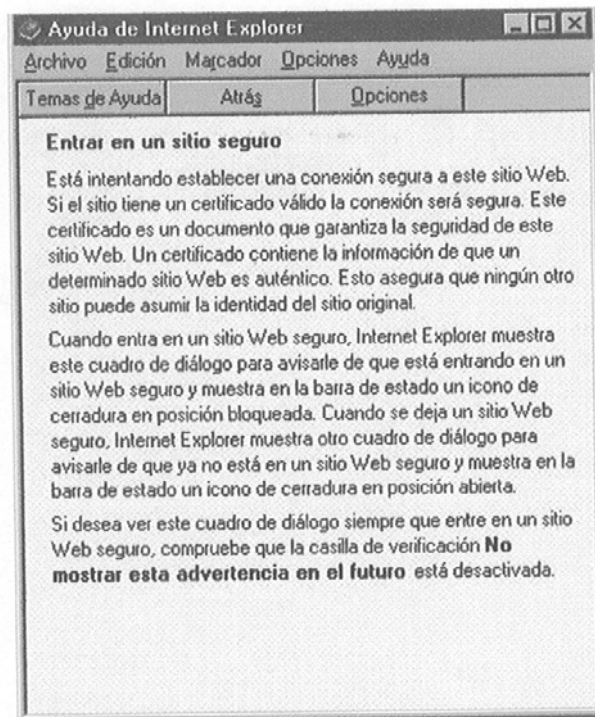 Ayuda de Internet Explorer
Archivo Edición Marcador Opciones Ayuda
Temas de Ayuda Atrás Opciones
Entrar en un sitio seguro
Está intentando establecer una conexión segura a este sitio Web.
Si el sitio tiene un certificado válido la conexión será segura. Este
certificado es un documento que garantiza la seguridad de este
sitio Web. Un certificado contiene la información de que un
determinado sitio Web es auténtico. Esto asegura que ningún otro
sitio puede asumir la identidad del sitio original.
Cuando entra en un sitio Web seguro, Internet Explorer muestra
este cuadro de diálogo para avisarle de que está entrando en un
sitio Web seguro y muestra en la barra de estado un icono de
cerradura en posición bloqueada. Cuando se deja un sitio Web
seguro, Internet Explorer muestra otro cuadro de diálogo para
avisarle de que ya no está en un sitio Web seguro y muestra en la
barra de estado un icono de cerradura en posición abierta.
Si desea ver este cuadro de diálogo siempre que entre en un sitio
Web seguro, compruebe que la casilla de verificación No
mostrar esta advertencia en el futuro está desactivada.